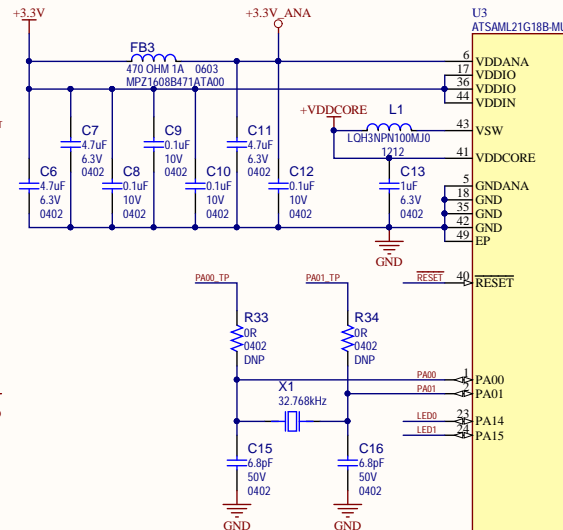 +3.3V
+3.3V_ANA
U3
ATSAML21G18B-MU
FB3
470 OHM 1A 0603
MPZ1608B471ATA00
6 VDDANA
17 VDDIO
36 VDDIO
44 VDDIN
+VDDCORE
L1
LQH3NPN100MJ0
1212
43 VSW
41 VDDCORE
C7
4.7uF
6.3V
0402
C9
0.1uF
10V
0402
C11
4.7uF
6.3V
0402
C6
4.7uF
6.3V
0402
C8
0.1uF
10V
0402
C10
0.1uF
10V
0402
C12
0.1uF
10V
0402
C13
1uF
6.3V
0402
5 GNDANA
18 GND
35 GND
42 GND
49 EP
GND
PA00_TP
PA01_TP
RESET
40 RESET
R33
0R
0402
DNP
R34
0R
0402
DNP
PA00
1 PA00
PA01
2 PA01
X1
32.768kHz
LED0
23 PA14
LED1
24 PA15
C15
6.8pF
50V
0402
C16
6.8pF
50V
0402
GND
GND